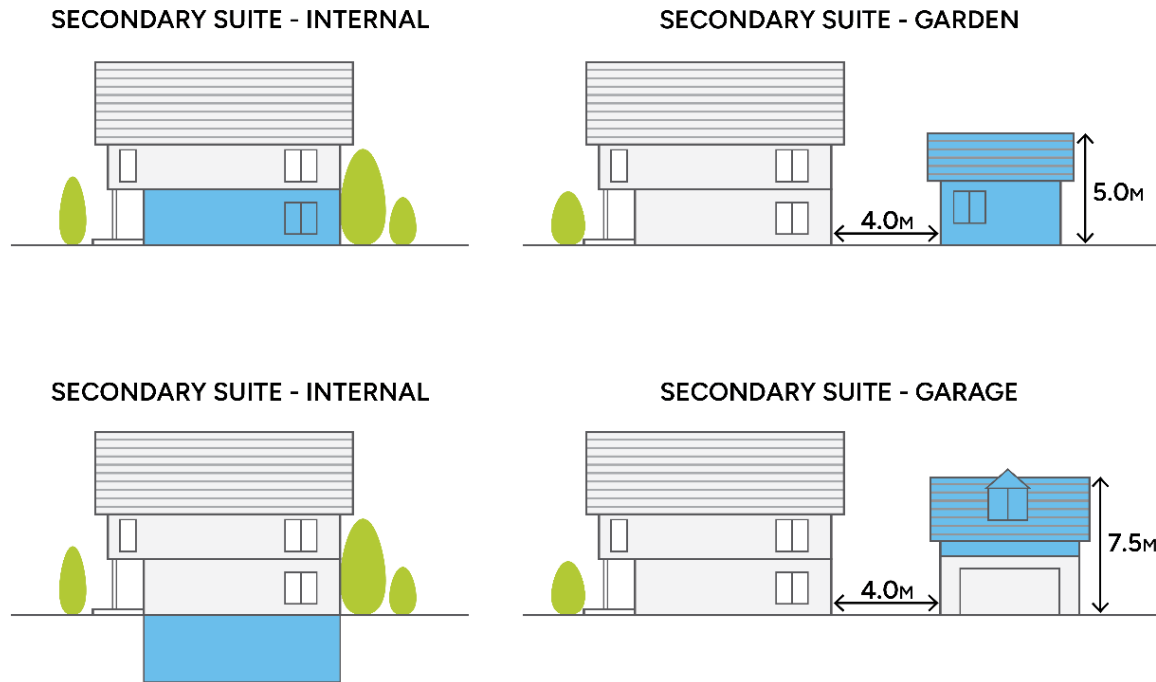 SECONDARY SUITE - INTERNAL
SECONDARY SUITE - GARDEN
5.0M
4.0M
SECONDARY SUITE - INTERNAL
SECONDARY SUITE - GARAGE
7.5M
4.0M